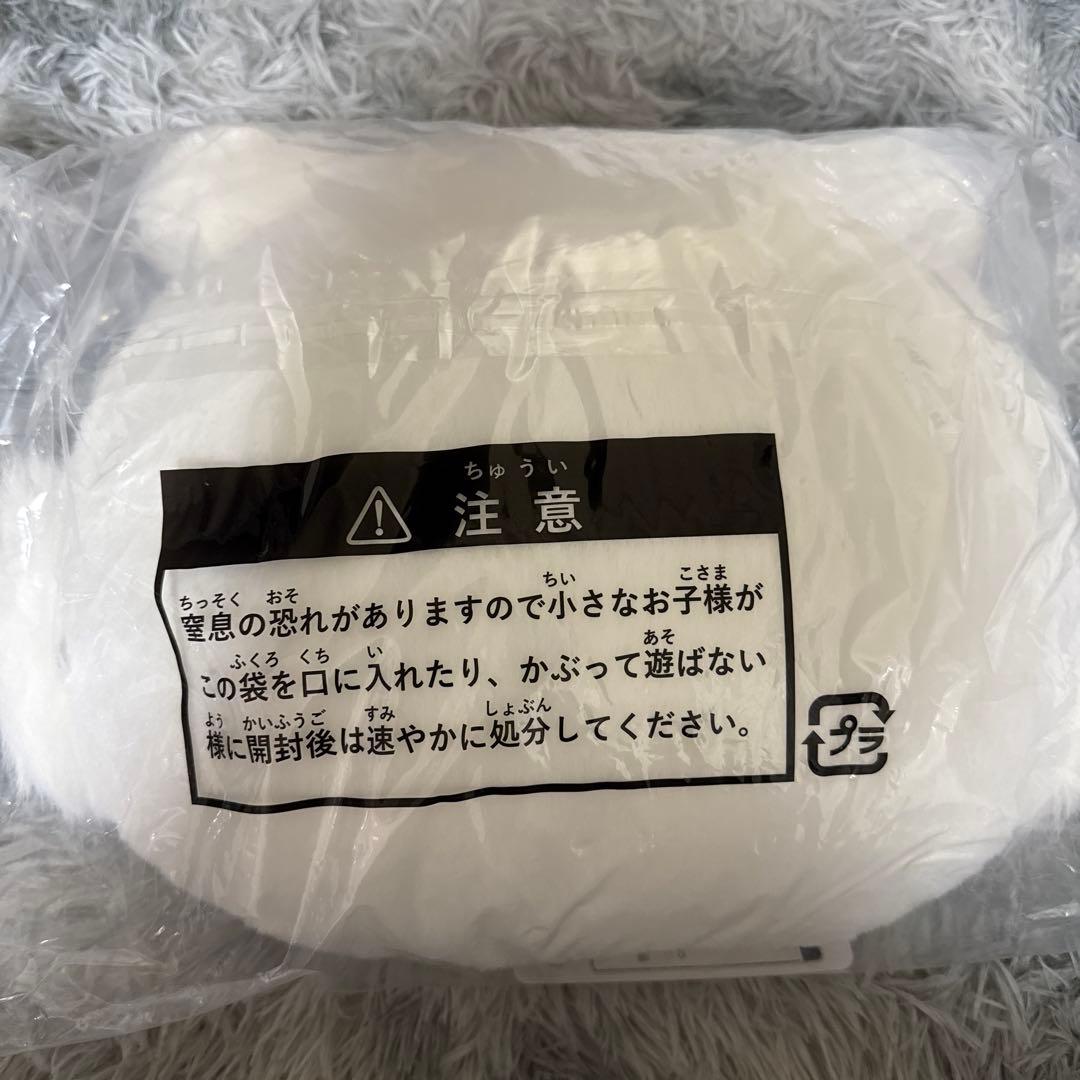 ちゅうい
注意
ちっそく おそ ちい こさま
窒息の恐れがありますので小さなお子様が
ふくろ くち い あそ
この袋を口に入れたり、かぶって遊ばない
よう かいふうご すみ しょぶん
様に開封後は速やかに処分してください。
プラ